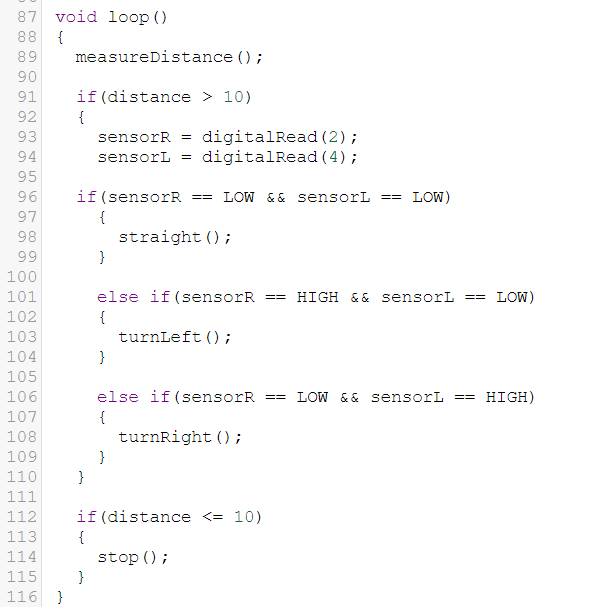 87 void loop()
88 {
89   measureDistance();
90
91   if(distance > 10)
92   {
93     sensorR = digitalRead(2);
94     sensorL = digitalRead(4);
95
96   if(sensorR == LOW && sensorL == LOW)
97     {
98       straight();
99     }
100
101     else if(sensorR == HIGH && sensorL == LOW)
102     {
103       turnLeft();
104     }
105
106     else if(sensorR == LOW && sensorL == HIGH)
107     {
108       turnRight();
109     }
110   }
111
112   if(distance <= 10)
113   {
114     stop();
115   }
116 }